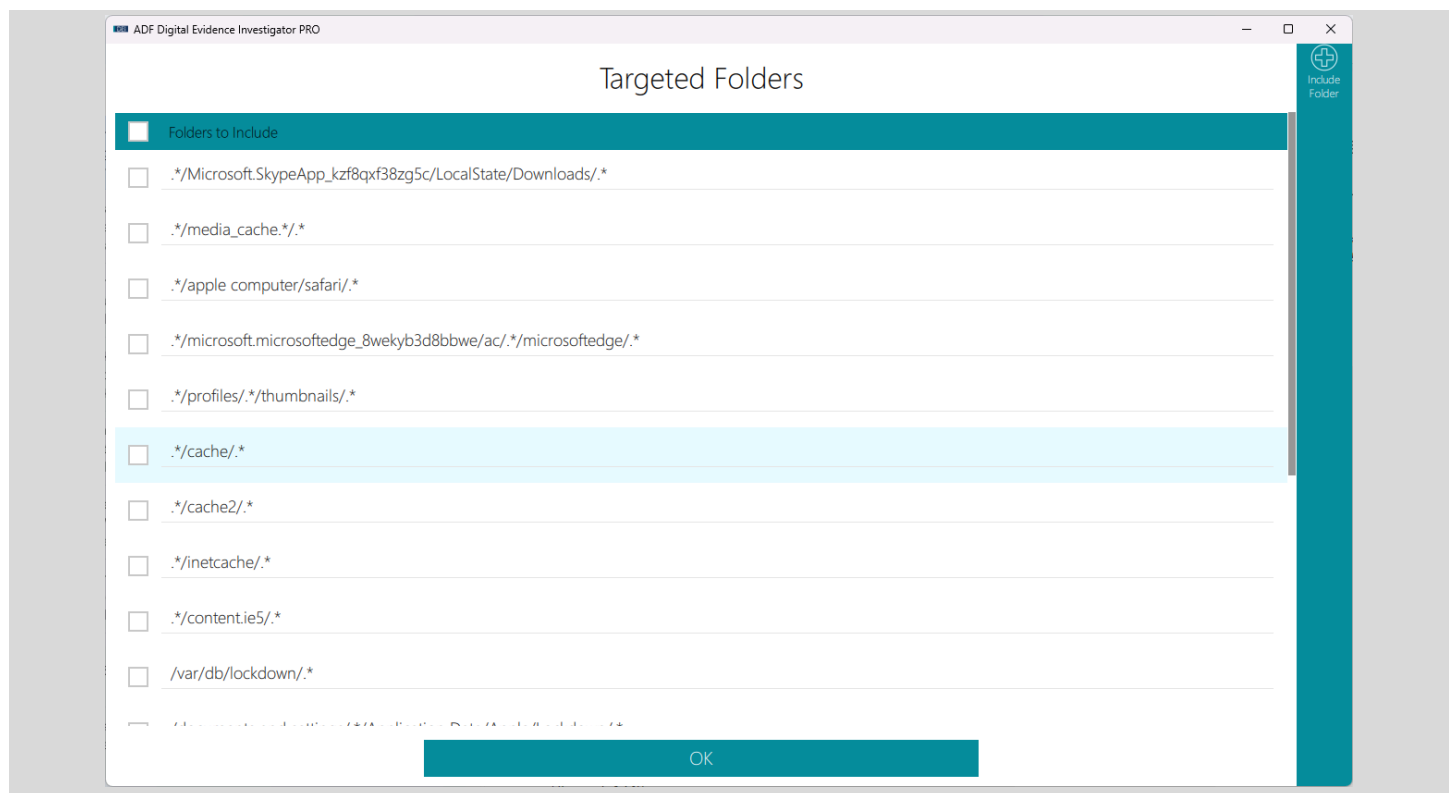 DEI ADF Digital Evidence Investigator PRO
Targeted Folders
Include
Folder
Folders to Include
.*/Microsoft.SkypeApp_kzf8qxf38zg5c/LocalState/Downloads/.*
.*/media_cache.*/.*
.*/apple computer/safari/.*
.*/microsoft.microsoftedge_8wekyb3d8bbwe/ac/.*/microsoftedge/.*
.*/profiles/.*/thumbnails/.*
.*/cache/.*
.*/cache2/.*
.*/inetcache/.*
.*/content.ie5/.*
/var/db/lockdown/.*
OK